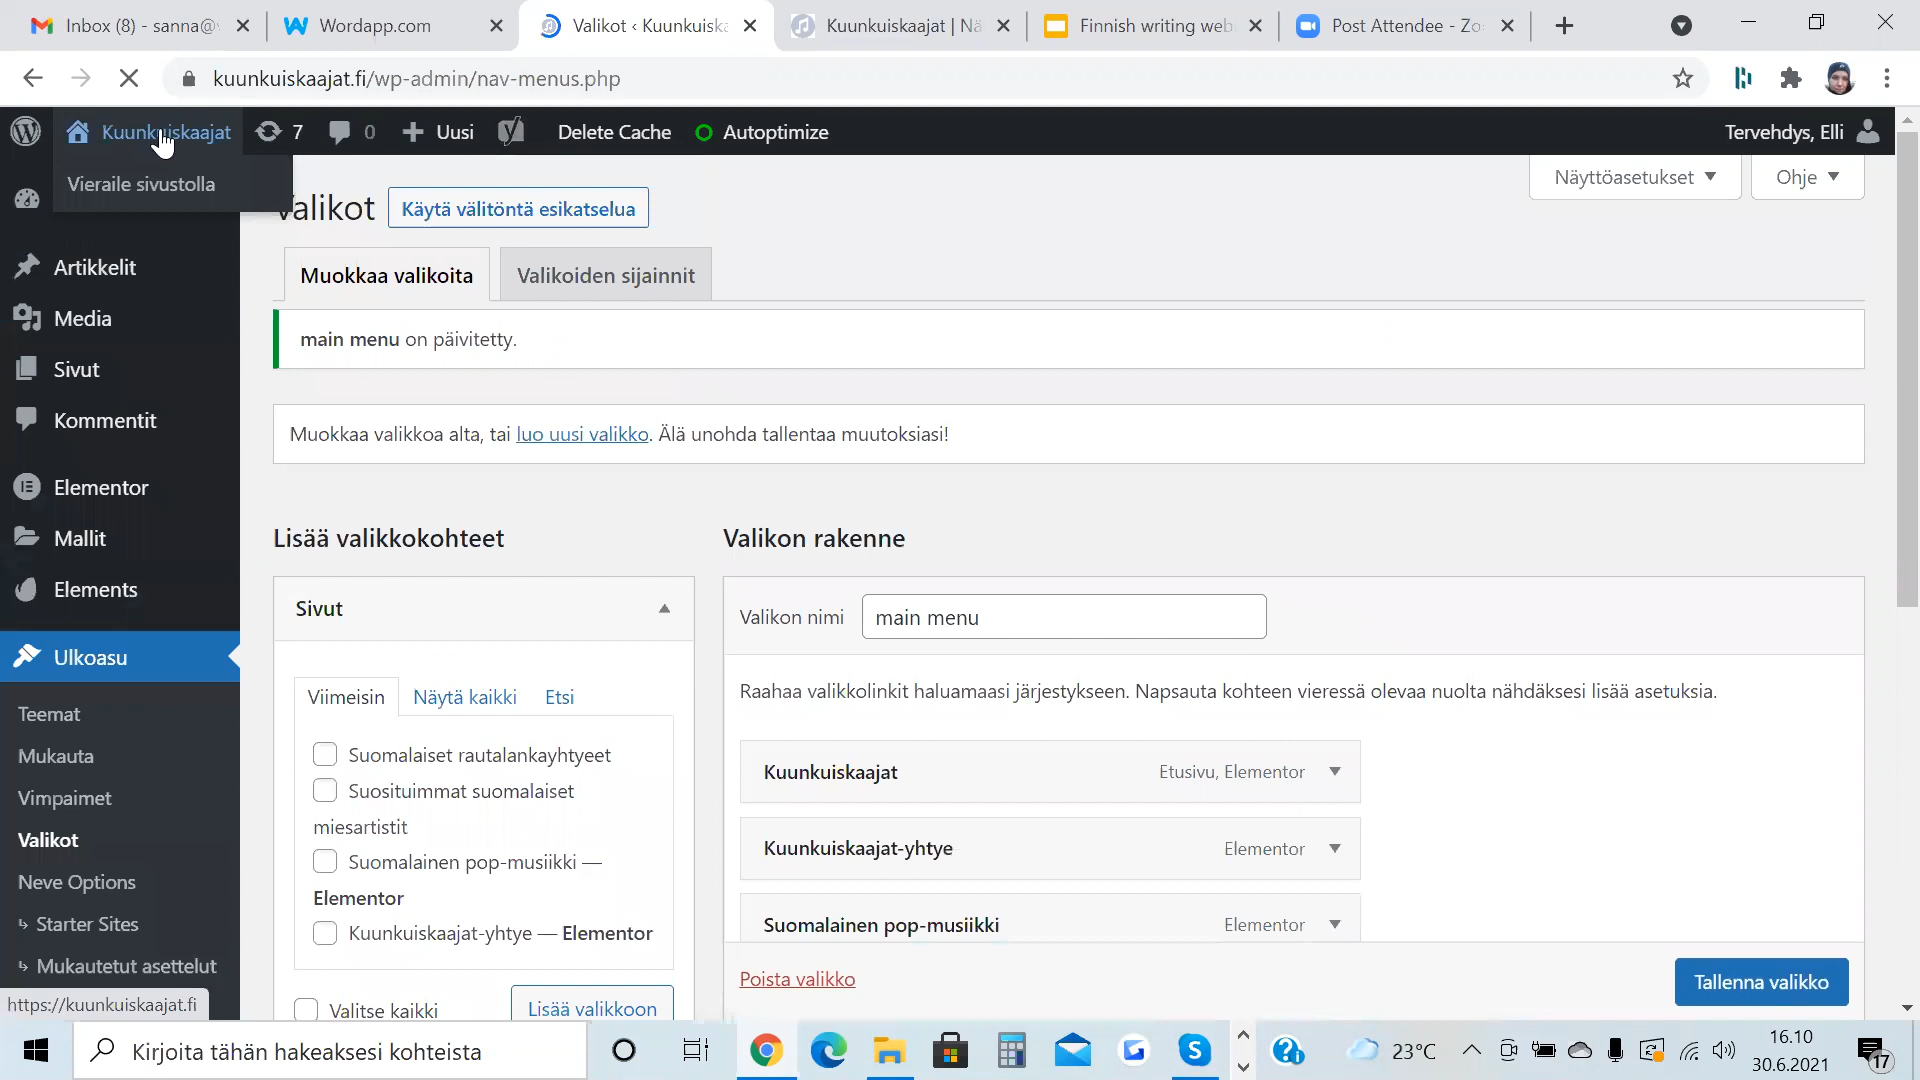 Inbox (8) - sanna@
Wordapp.com
Valikot ‹ Kuunkuiska
Kuunkuiskaajat | Nä
Finnish writing web
Post Attendee - Zo
kuunkuiskaajat.fi/wp-admin/nav-menus.php
Kuunkuiskaajat
7
0
Uusi
Delete Cache
Autoptimize
Tervehdys, Elli
Vieraile sivustolla
Näyttöasetukset
Ohje
Valikot
Käytä välitöntä esikatselua
Muokkaa valikoita
Valikoiden sijainnit
main menu on päivitetty.
Muokkaa valikkoa alta, tai luo uusi valikko. Älä unohda tallentaa muutoksiasi!
Artikkelit
Media
Sivut
Kommentit
Elementor
Mallit
Elements
Ulkoasu
Teemat
Mukauta
Vimpaimet
Valikot
Neve Options
↳ Starter Sites
↳ Mukautetut asettelut
https://kuunkuiskaajat.fi
Lisää valikkokohteet
Sivut
Viimeisin
Näytä kaikki
Etsi
Suomalaiset rautalankayhtyeet
Suosituimmat suomalaiset
miesartistit
Suomalainen pop-musiikki —
Elementor
Kuunkuiskaajat-yhtye — Elementor
Valitse kaikki
Lisää valikkoon
Valikon rakenne
Valikon nimi
main menu
Raahaa valikkolinkit haluamaasi järjestykseen. Napsauta kohteen vieressä olevaa nuolta nähdäksesi lisää asetuksia.
Kuunkuiskaajat
Etusivu, Elementor
Kuunkuiskaajat-yhtye
Elementor
Suomalainen pop-musiikki
Elementor
Poista valikko
Tallenna valikko
Kirjoita tähän hakeaksesi kohteista
23°C
16.10
30.6.2021
17